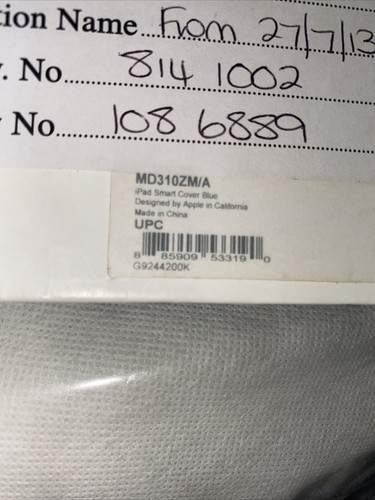 tion Name From 27/7/13
. No 814 1002
No 108 6889
MD310ZM/A
iPad Smart Cover Blue
Designed by Apple in California
Made in China
UPC
8 85909 53319 0
G9244200K